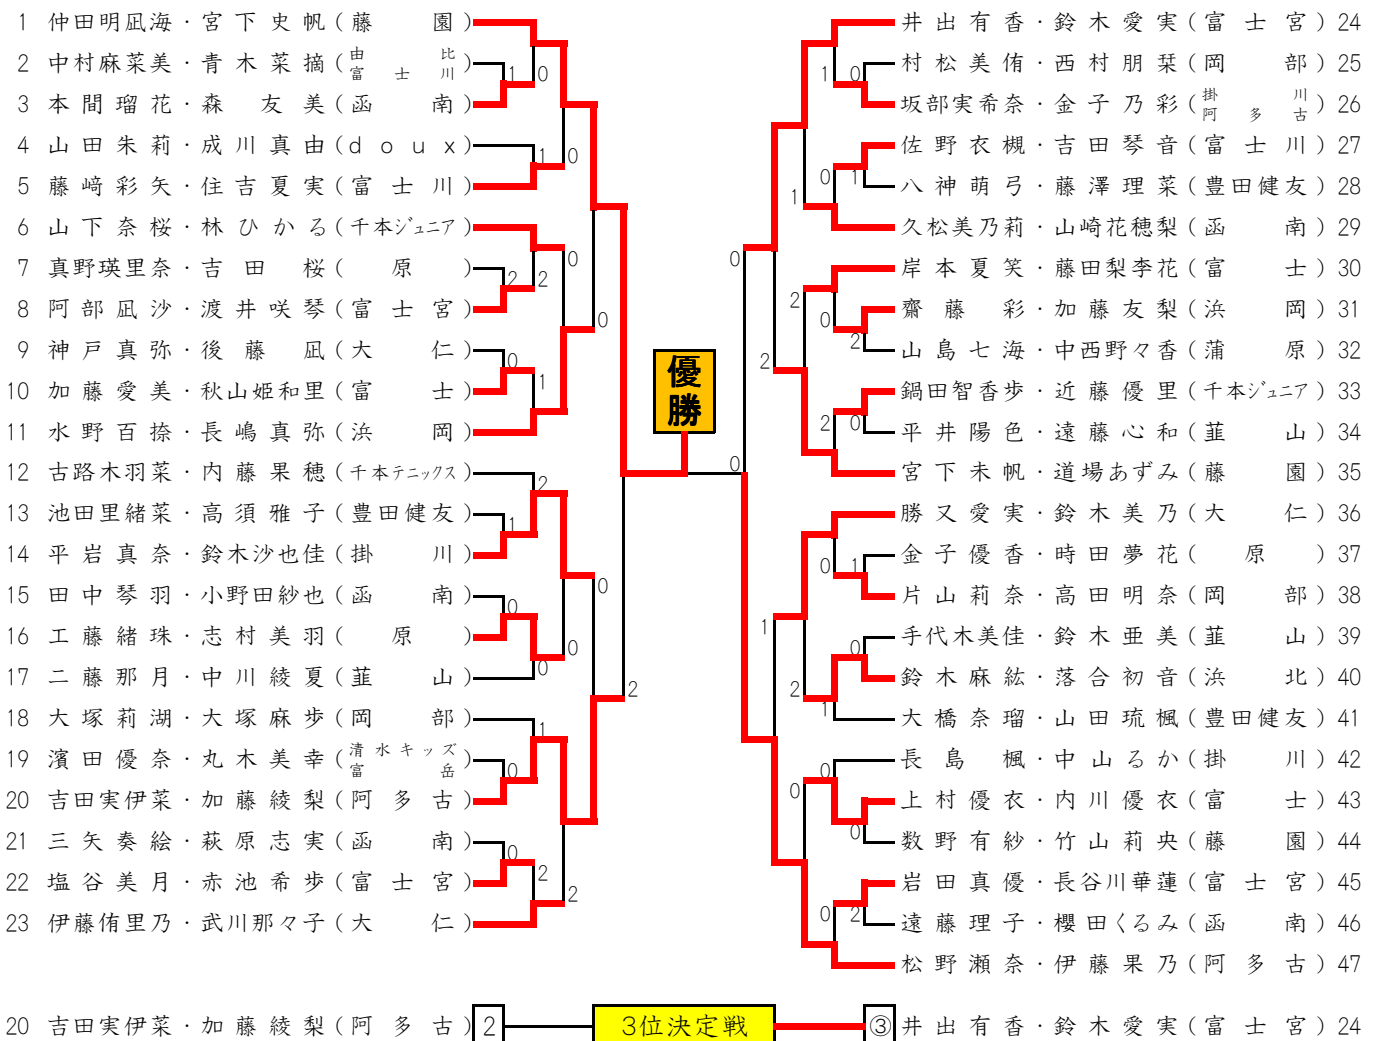 1 仲田明凪海・宮下史帆(藤園)
2 中村麻菜美・青木菜摘(由比富士川)
3 本間瑠花・森友美(函南)
4 山田朱莉・成川真由(doux)
5 藤﨑彩矢・住吉夏実(富士川)
6 山下奈桜・林ひかる(千本ジュニア)
7 真野瑛里奈・吉田桜(原)
8 阿部凪沙・渡井咲琴(富士宮)
9 神戸真弥・後藤凪(大仁)
10 加藤愛美・秋山姫和里(富士)
11 水野百捺・長嶋真弥(浜岡)
12 古路木羽菜・内藤果穂(千本テニックス)
13 池田里緒菜・高須雅子(豊田健友)
14 平岩真奈・鈴木沙也佳(掛川)
15 田中琴羽・小野田紗也(函南)
16 工藤緒珠・志村美羽(原)
17 二藤那月・中川綾夏(韮山)
18 大塚莉湖・大塚麻歩(岡部)
19 濱田優奈・丸木美幸(清水キッズ富岳)
20 吉田実伊菜・加藤綾梨(阿多古)
21 三矢奏絵・萩原志実(函南)
22 塩谷美月・赤池希歩(富士宮)
23 伊藤侑里乃・武川那々子(大仁)
優勝
井出有香・鈴木愛実(富士宮)24
村松美侑・西村朋栞(岡部)25
坂部実希奈・金子乃彩(掛川阿多古)26
佐野衣槻・吉田琴音(富士川)27
八神萌弓・藤澤理菜(豊田健友)28
久松美乃莉・山崎花穂梨(函南)29
岸本夏笑・藤田梨李花(富士)30
齋藤彩・加藤友梨(浜岡)31
山島七海・中西野々香(蒲原)32
鍋田智香歩・近藤優里(千本ジュニア)33
平井陽色・遠藤心和(韮山)34
宮下未帆・道場あずみ(藤園)35
勝又愛実・鈴木美乃(大仁)36
金子優香・時田夢花(原)37
片山莉奈・高田明奈(岡部)38
手代木美佳・鈴木亜美(韮山)39
鈴木麻紘・落合初音(浜北)40
大橋奈瑠・山田琉楓(豊田健友)41
長島楓・中山るか(掛川)42
上村優衣・内川優衣(富士)43
数野有紗・竹山莉央(藤園)44
岩田真優・長谷川華蓮(富士宮)45
遠藤理子・櫻田くるみ(函南)46
松野瀬奈・伊藤果乃(阿多古)47
20 吉田実伊菜・加藤綾梨(阿多古) 2 3位決定戦 ③ 井出有香・鈴木愛実(富士宮)24